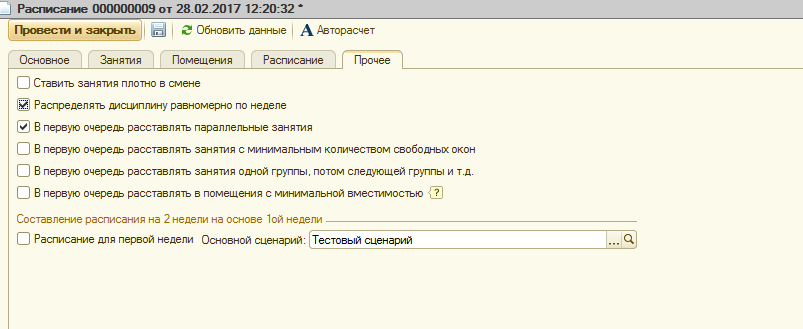 Расписание 000000009 от 28.02.2017 12:20:32 *
Провести и закрыть Обновить данные А Авторасчет
Основное Занятия Помещения Расписание Прочее
Ставить занятия плотно в смене
Распределять дисциплину равномерно по неделе
В первую очередь расставлять параллельные занятия
В первую очередь расставлять занятия с минимальным количеством свободных окон
В первую очередь расставлять занятия одной группы, потом следующей группы и т.д.
В первую очередь расставлять в помещения с минимальной вместимостью ?
Составление расписания на 2 недели на основе 1ой недели
Расписание для первой недели Основной сценарий: Тестовый сценарий ...